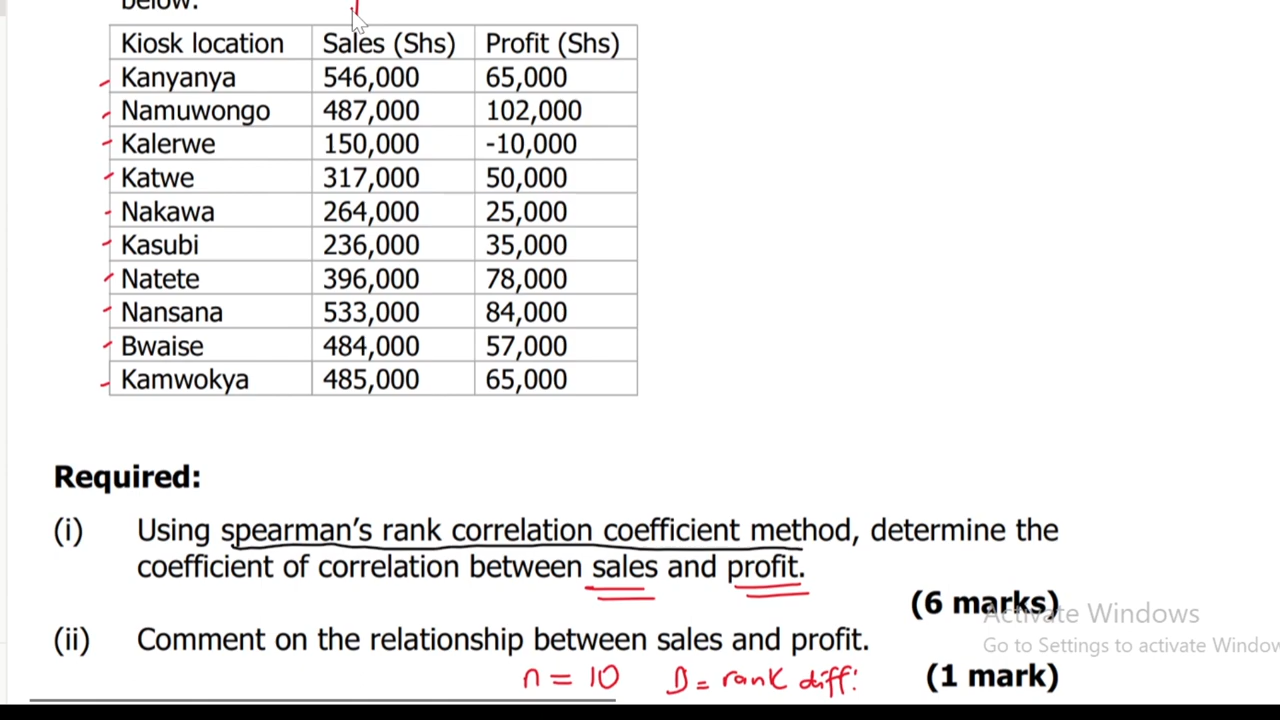 below:
Kiosk location Sales (Shs) Profit (Shs)
Kanyanya 546,000 65,000
Namuwongo 487,000 102,000
Kalerwe 150,000 -10,000
Katwe 317,000 50,000
Nakawa 264,000 25,000
Kasubi 236,000 35,000
Natete 396,000 78,000
Nansana 533,000 84,000
Bwaise 484,000 57,000
Kamwokya 485,000 65,000
Required:
(i) Using spearman's rank correlation coefficient method, determine the
coefficient of correlation between sales and profit.
(6 marks)
(ii) Comment on the relationship between sales and profit.
(1 mark)
n = 10 D = rank diff:
Activate Windows
Go to Settings to activate Window